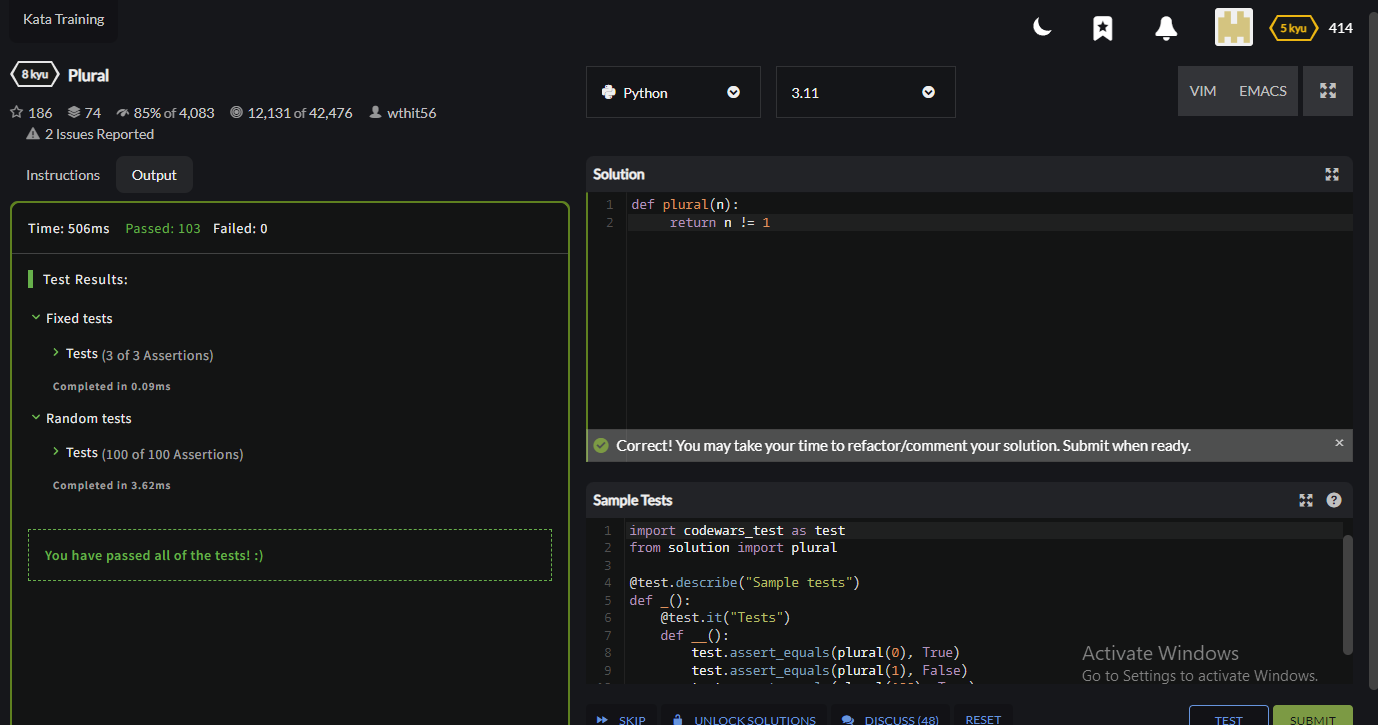 Kata Training
5 kyu 414
8 kyu Plural
186 74 85% of 4,083 12,131 of 42,476 wthit56
2 Issues Reported
Instructions Output
Time: 506ms Passed: 103 Failed: 0
Test Results:
Fixed tests
Tests (3 of 3 Assertions)
Completed in 0.09ms
Random tests
Tests (100 of 100 Assertions)
Completed in 3.62ms
You have passed all of the tests! :)
Python 3.11 VIM EMACS
Solution
1 def plural(n):
2 return n != 1
Correct! You may take your time to refactor/comment your solution. Submit when ready. ×
Sample Tests ?
1 import codewars_test as test
2 from solution import plural
3
4 @test.describe("Sample tests")
5 def _():
6 @test.it("Tests")
7 def __():
8 test.assert_equals(plural(0), True)
9 test.assert_equals(plural(1), False)
Activate Windows
Go to Settings to activate Windows.
SKIP UNLOCK SOLUTIONS DISCUSS (48) RESET TEST SUBMIT